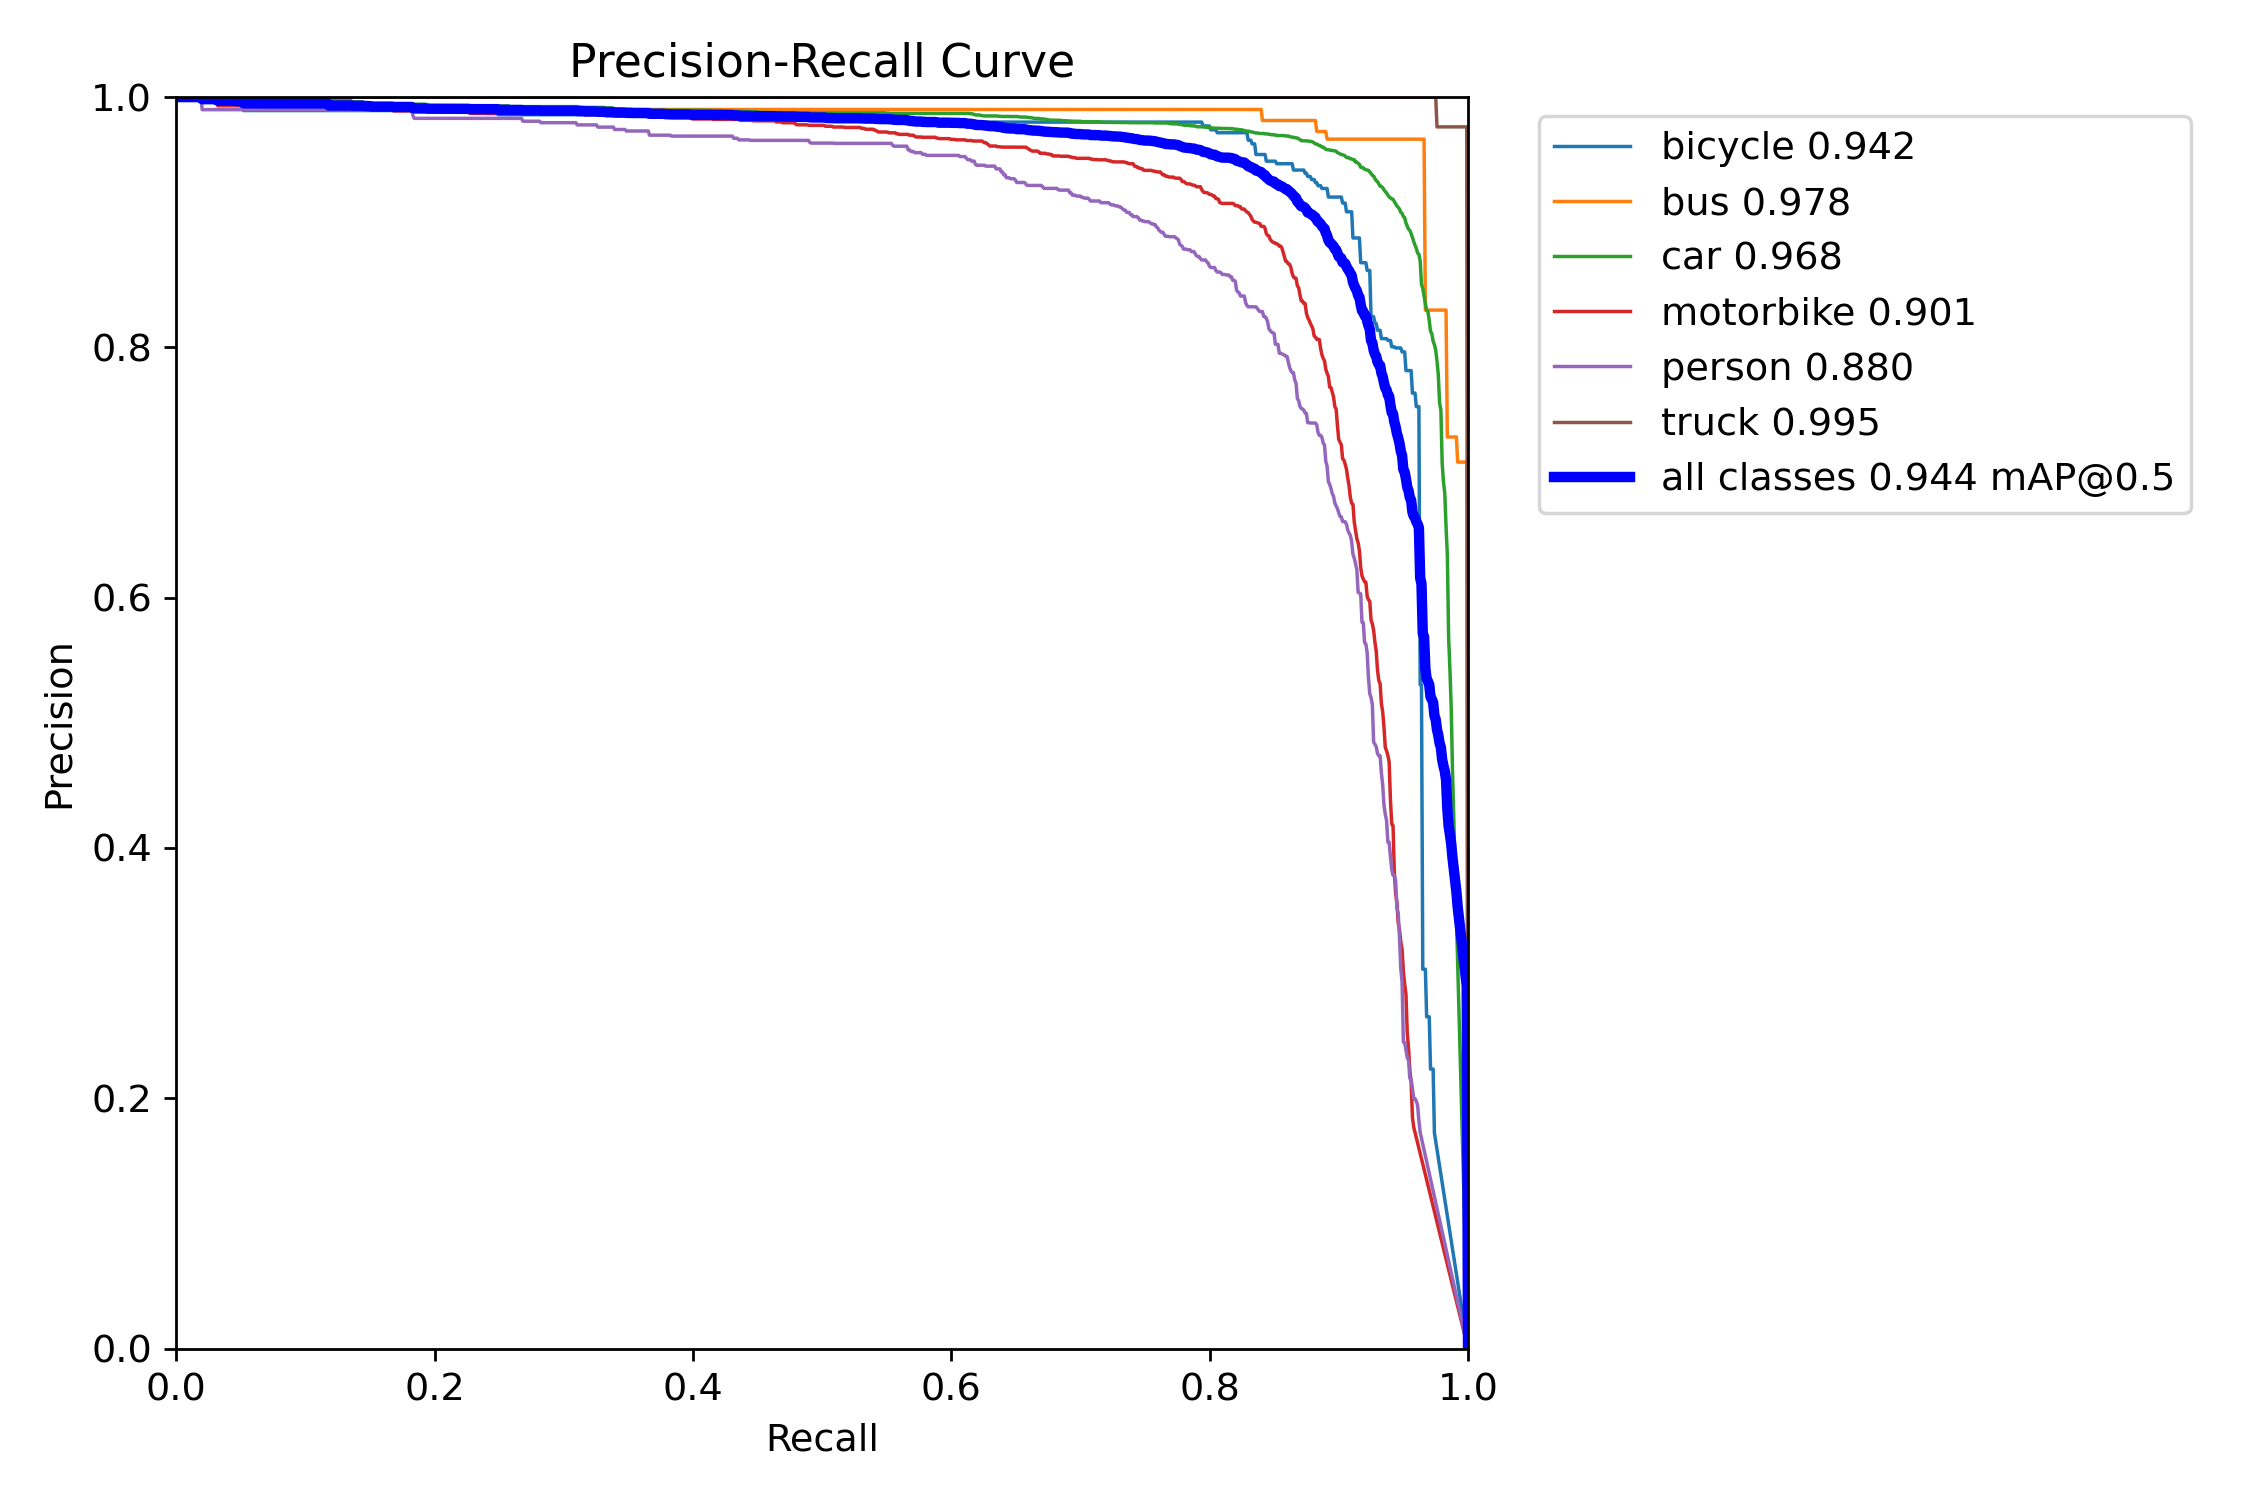 Precision-Recall Curve
1.0
0.8
0.6
0.4
0.2
0.0
Precision
0.0 0.2 0.4 0.6 0.8 1.0
Recall
bicycle 0.942
bus 0.978
car 0.968
motorbike 0.901
person 0.880
truck 0.995
all classes 0.944 mAP@0.5